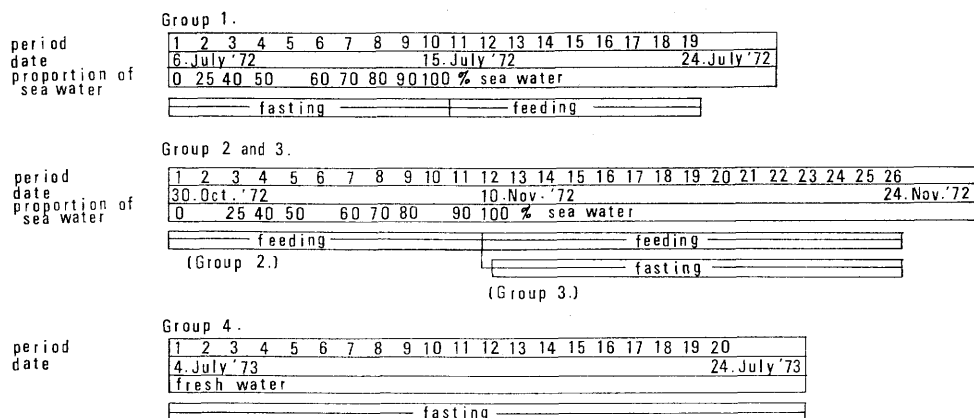 Group 1.
period 1 2 3 4 5 6 7 8 9 10 11 12 13 14 15 16 17 18 19
date 6.July'72 15.July'72 24.July'72
proportion of sea water 0 25 40 50 60 70 80 90 100 % sea water
fasting feeding
Group 2 and 3.
period 1 2 3 4 5 6 7 8 9 10 11 12 13 14 15 16 17 18 19 20 21 22 23 24 25 26
date 30.Oct.'72 10.Nov.'72 24.Nov.'72
proportion of sea water 0 25 40 50 60 70 80 90 100 % sea water
feeding feeding
(Group 2.) fasting
(Group 3.)
Group 4.
period 1 2 3 4 5 6 7 8 9 10 11 12 13 14 15 16 17 18 19 20
date 4.July'73 24.July'73
fresh water
fasting